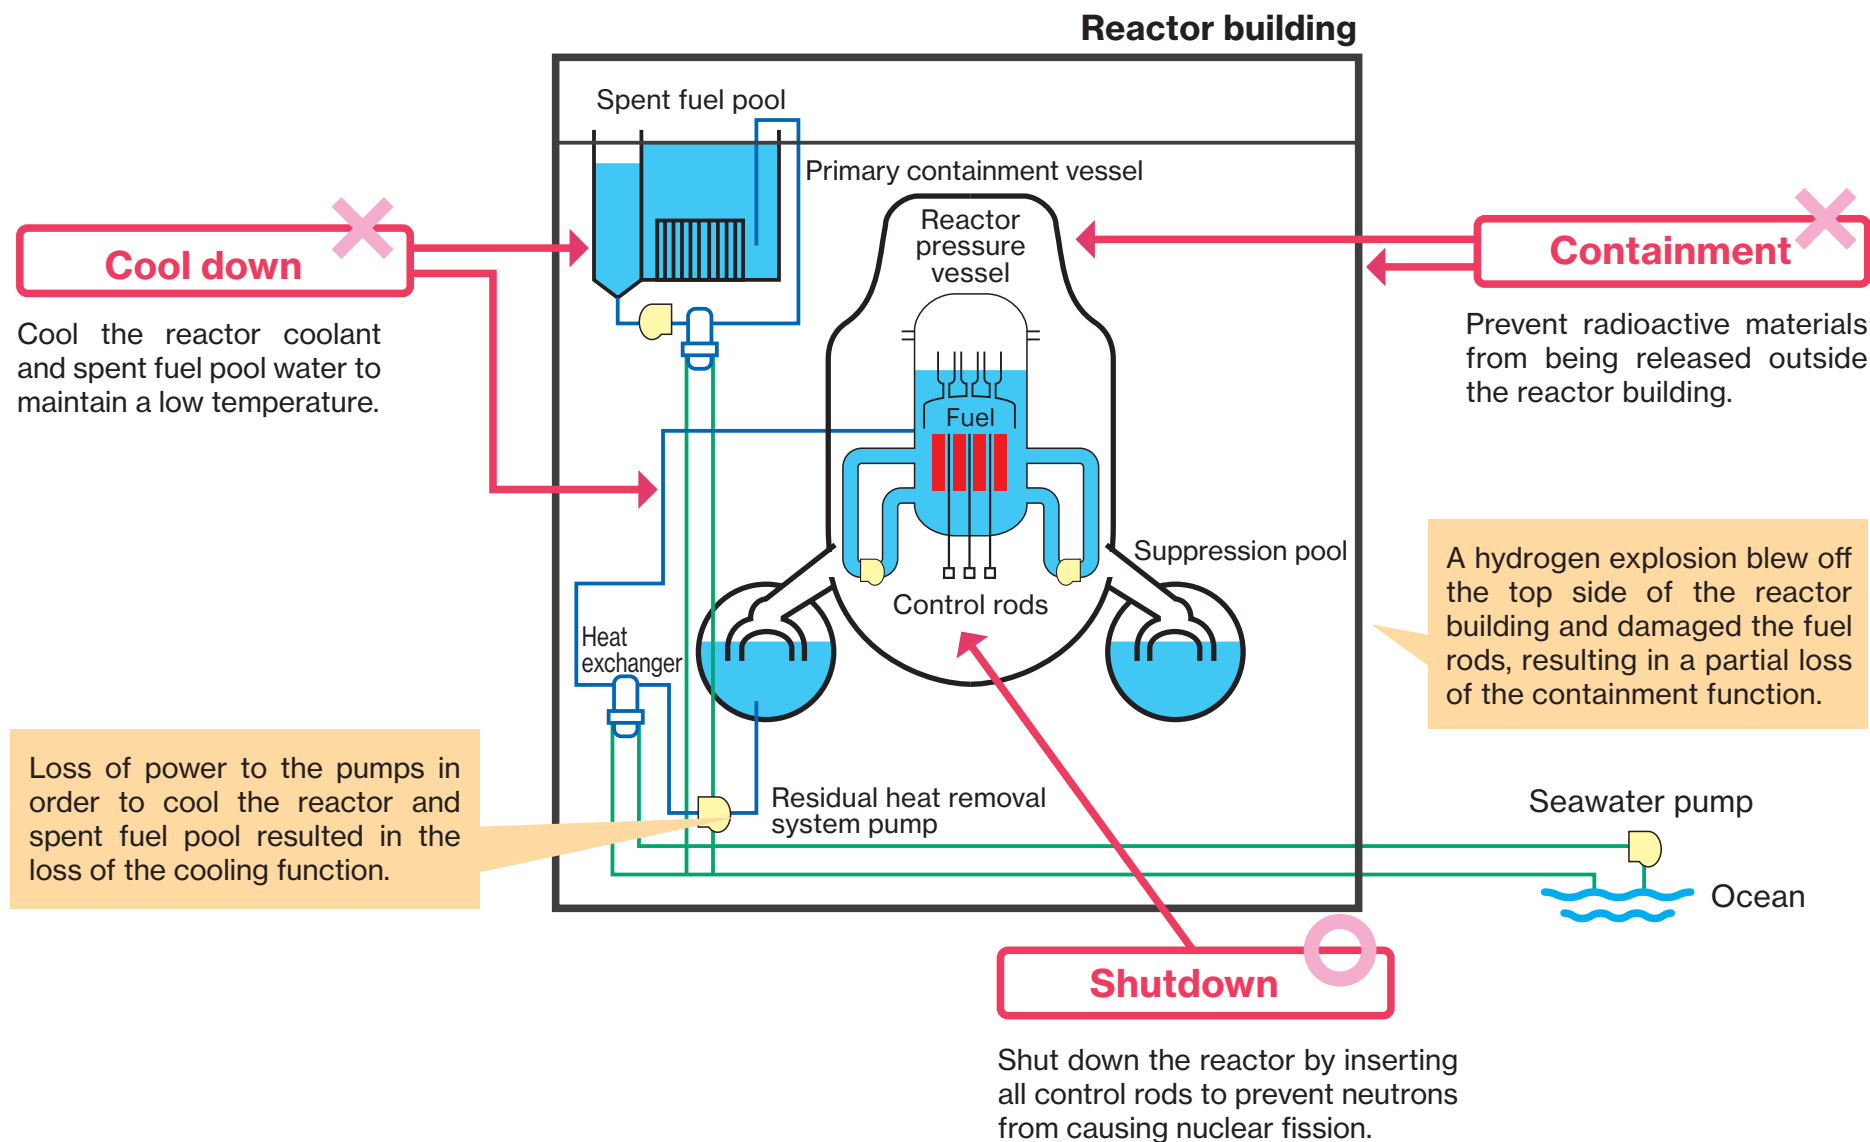 Reactor building
Spent fuel pool
Primary containment vessel
Reactor
pressure
vessel
Cool down
Cool the reactor coolant
and spent fuel pool water to
maintain a low temperature.
Containment
Prevent radioactive materials
from being released outside
the reactor building.
Fuel
Suppression pool
Control rods
Heat
exchanger
A hydrogen explosion blew off
the top side of the reactor
building and damaged the fuel
rods, resulting in a partial loss
of the containment function.
Loss of power to the pumps in
order to cool the reactor and
spent fuel pool resulted in the
loss of the cooling function.
Residual heat removal
system pump
Seawater pump
Ocean
Shutdown
Shut down the reactor by inserting
all control rods to prevent neutrons
from causing nuclear fission.